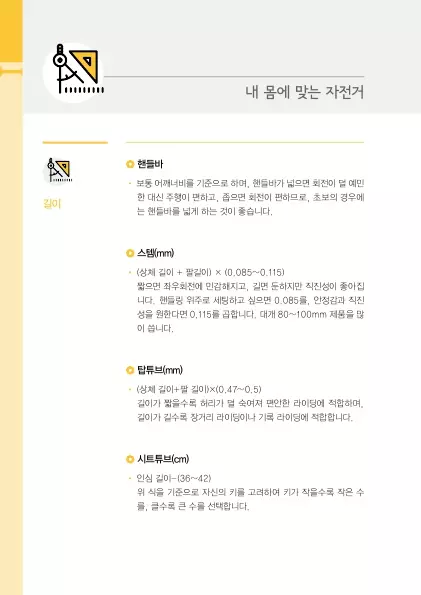 내 몸에 맞는 자전거
길이
핸들바
· 보통 어깨너비를 기준으로 하며, 핸들바가 넓으면 회전이 덜 예민
한 대신 주행이 편하고, 좁으면 회전이 편하므로, 초보의 경우에
는 핸들바를 넓게 하는 것이 좋습니다.
스템(mm)
· (상체 길이 + 팔길이) × (0.085~0.115)
짧으면 좌우회전에 민감해지고, 길면 둔하지만 직진성이 좋아집
니다. 핸들링 위주로 세팅하고 싶으면 0.085를, 안정감과 직진
성을 원한다면 0.115를 곱합니다. 대개 80~100mm 제품을 많
이 씁니다.
탑튜브(mm)
· (상체 길이+팔 길이)×(0.47~0.5)
길이가 짧을수록 허리가 덜 숙여져 편안한 라이딩에 적합하며,
길이가 길수록 장거리 라이딩이나 기록 라이딩에 적합합니다.
시트튜브(cm)
· 인심 길이-(36~42)
위 식을 기준으로 자신의 키를 고려하여 키가 작을수록 작은 수
를, 클수록 큰 수를 선택합니다.